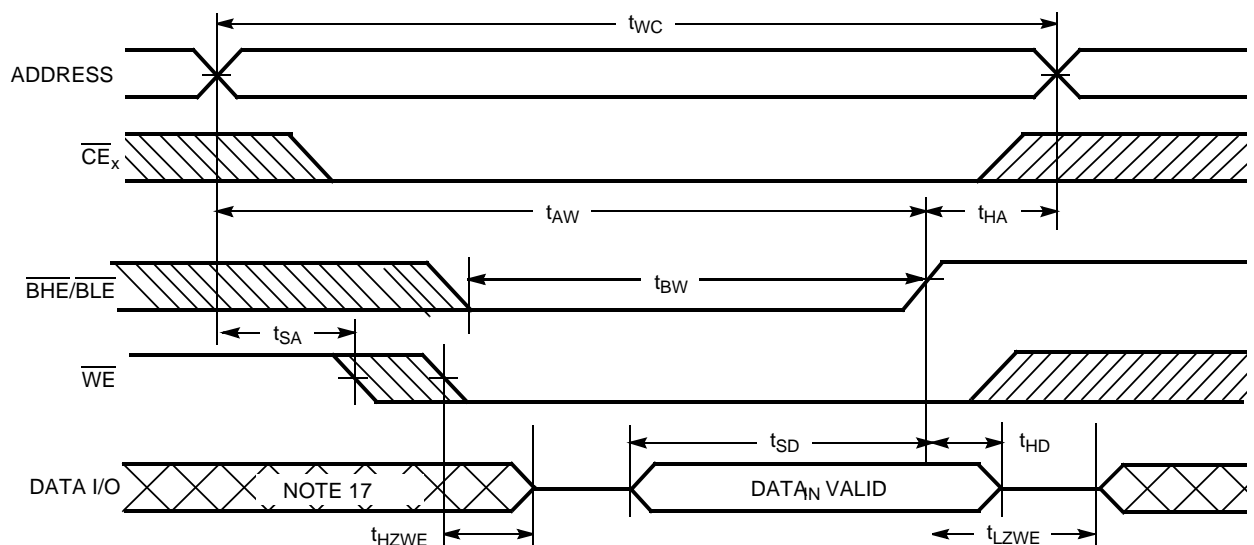 tWC
ADDRESS
CEx
tAW
tHA
BHE/BLE
tBW
tSA
WE
tSD
tHD
DATA I/O
NOTE 17
DATAIN VALID
tHZWE
tLZWE